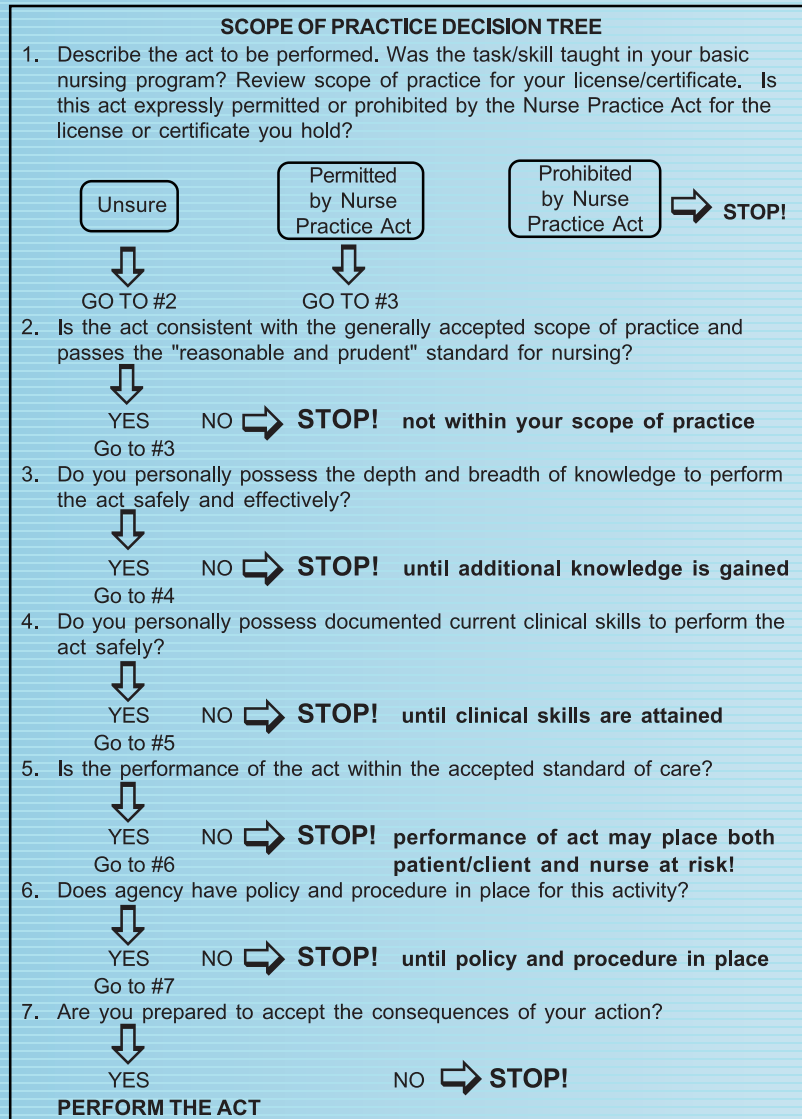 SCOPE OF PRACTICE DECISION TREE
1. Describe the act to be performed. Was the task/skill taught in your basic
nursing program? Review scope of practice for your license/certificate. Is
this act expressly permitted or prohibited by the Nurse Practice Act for the
license or certificate you hold?
Unsure
Permitted
by Nurse
Practice Act
Prohibited
by Nurse
Practice Act
STOP!
GO TO #2
GO TO #3
2. Is the act consistent with the generally accepted scope of practice and
passes the "reasonable and prudent" standard for nursing?
YES NO STOP! not within your scope of practice
Go to #3
3. Do you personally possess the depth and breadth of knowledge to perform
the act safely and effectively?
YES NO STOP! until additional knowledge is gained
Go to #4
4. Do you personally possess documented current clinical skills to perform the
act safely?
YES NO STOP! until clinical skills are attained
Go to #5
5. Is the performance of the act within the accepted standard of care?
YES NO STOP! performance of act may place both
Go to #6 patient/client and nurse at risk!
6. Does agency have policy and procedure in place for this activity?
YES NO STOP! until policy and procedure in place
Go to #7
7. Are you prepared to accept the consequences of your action?
YES NO STOP!
PERFORM THE ACT